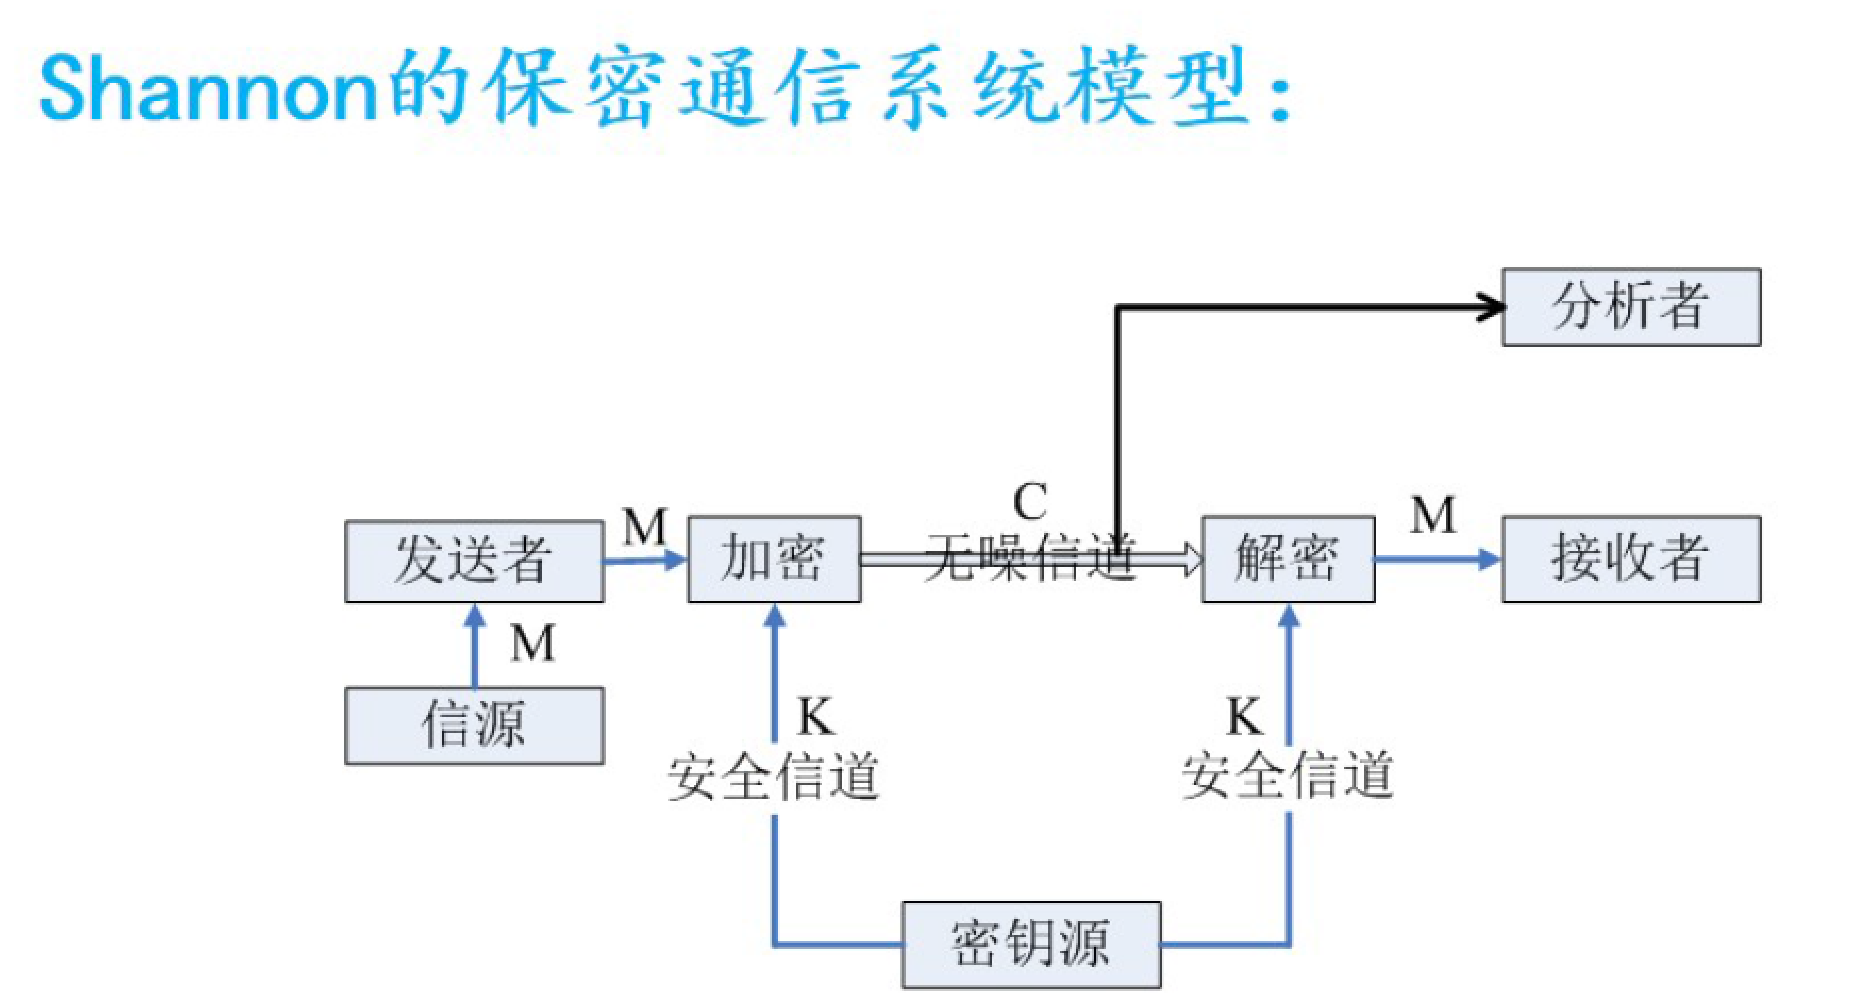 Shannon的保密通信系统模型：
分析者
C
M
M
发送者
加密
无噪信道
解密
接收者
M
信源
K
K
安全信道
安全信道
密钥源